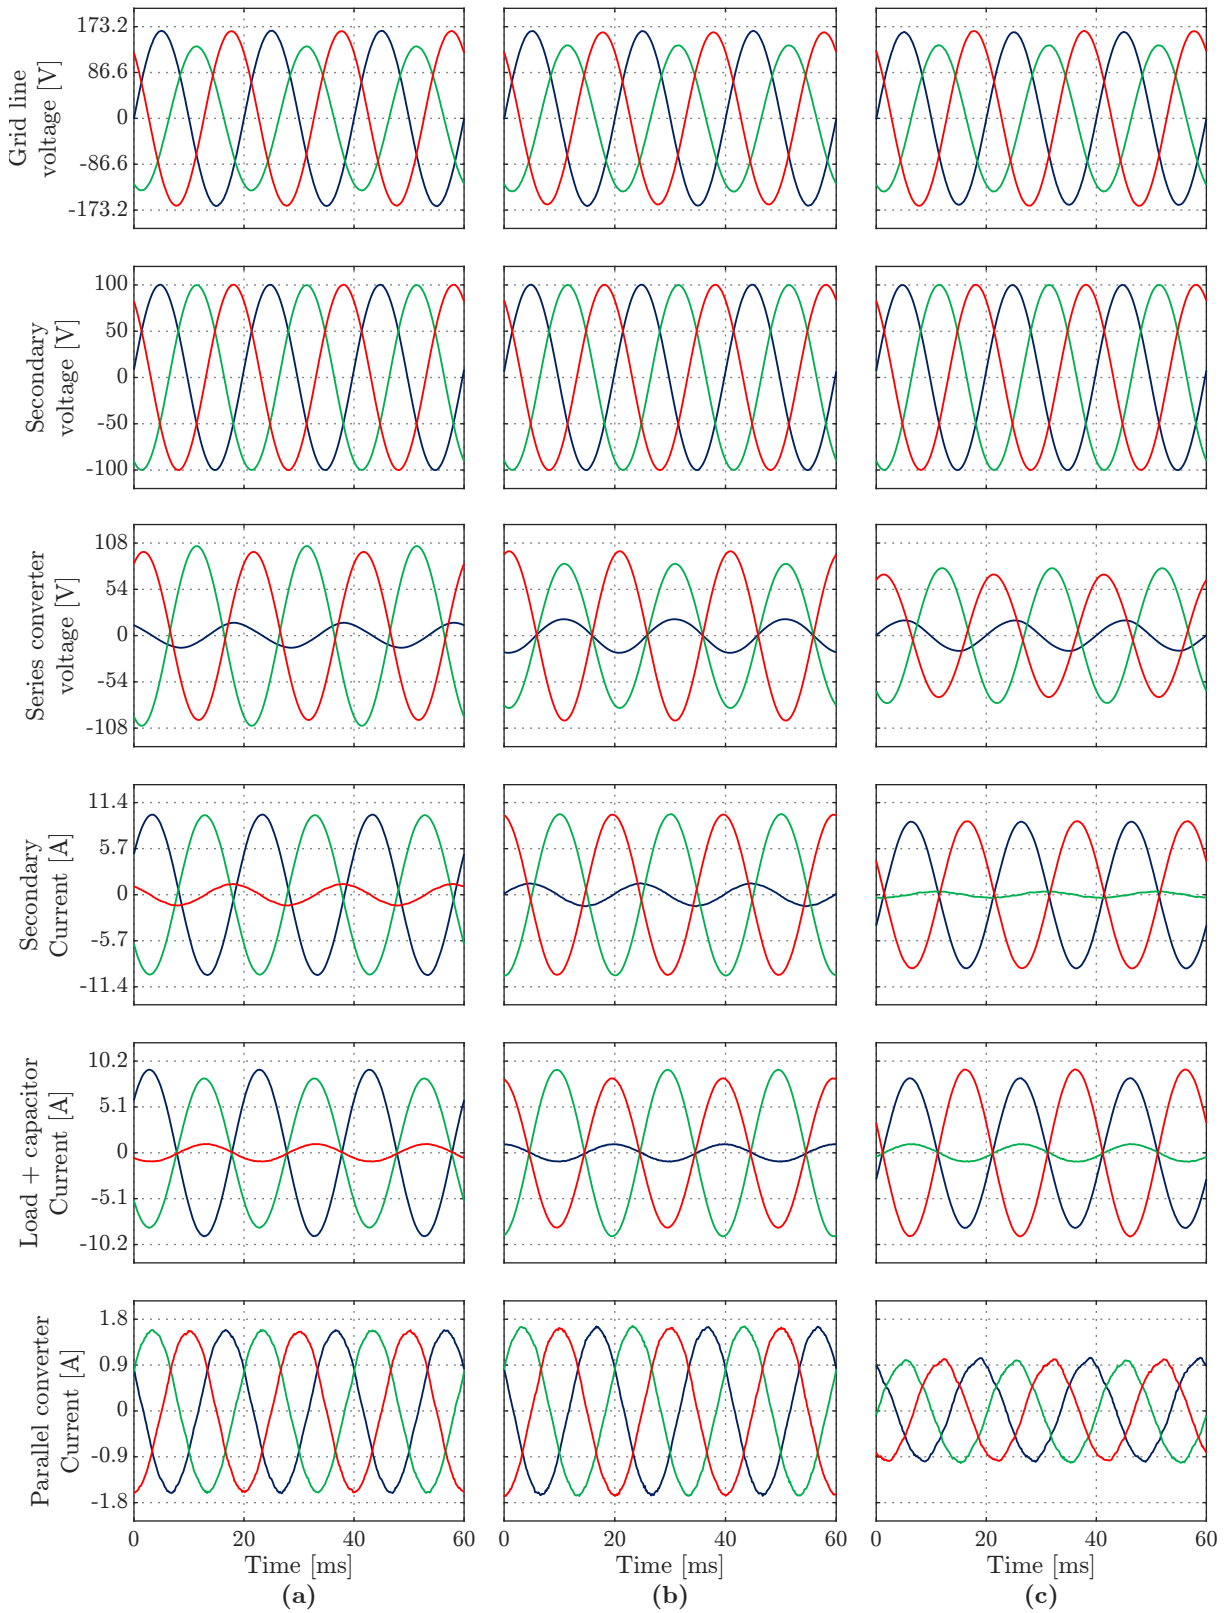 Grid line
voltage [V]
173.2
86.6
0
-86.6
-173.2
Secondary
voltage [V]
100
50
0
-50
-100
Series converter
voltage [V]
108
54
0
-54
-108
Secondary
Current [A]
11.4
5.7
0
-5.7
-11.4
Load + capacitor
Current [A]
10.2
5.1
0
-5.1
-10.2
Parallel converter
Current [A]
1.8
0.9
0
-0.9
-1.8
0 20 40 60 0 20 40 60 0 20 40 60
Time [ms] Time [ms] Time [ms]
(a) (b) (c)